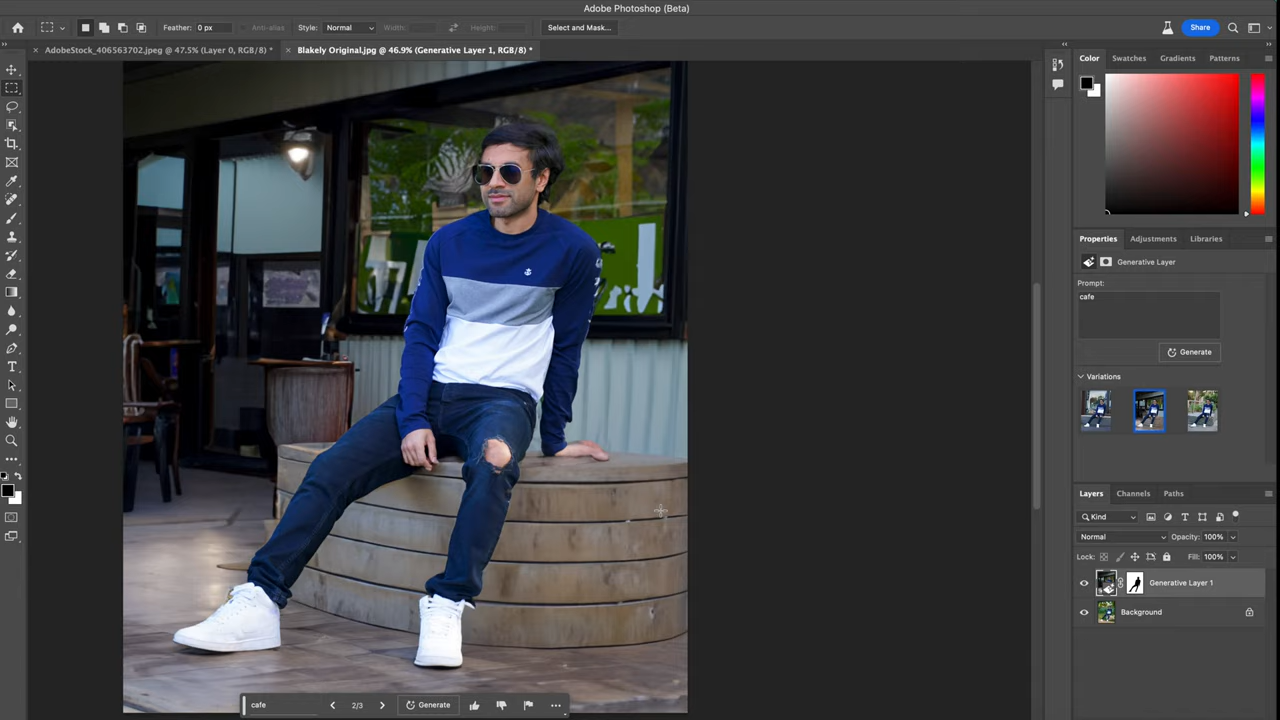 Adobe Photoshop (Beta)
Feather: 0 px Anti-alias Style: Normal Width: Height: Select and Mask... Share
AdobeStock_406563702.jpeg @ 47.5% (Layer 0, RGB/8) *
Blakely Original.jpg @ 46.9% (Generative Layer 1, RGB/8) *
Color Swatches Gradients Patterns
Properties Adjustments Libraries
Generative Layer
Prompt:
cafe
Generate
Variations
Layers Channels Paths
Kind
Normal Opacity: 100%
Lock: Fill: 100%
Generative Layer 1
Background
cafe 2/3 Generate